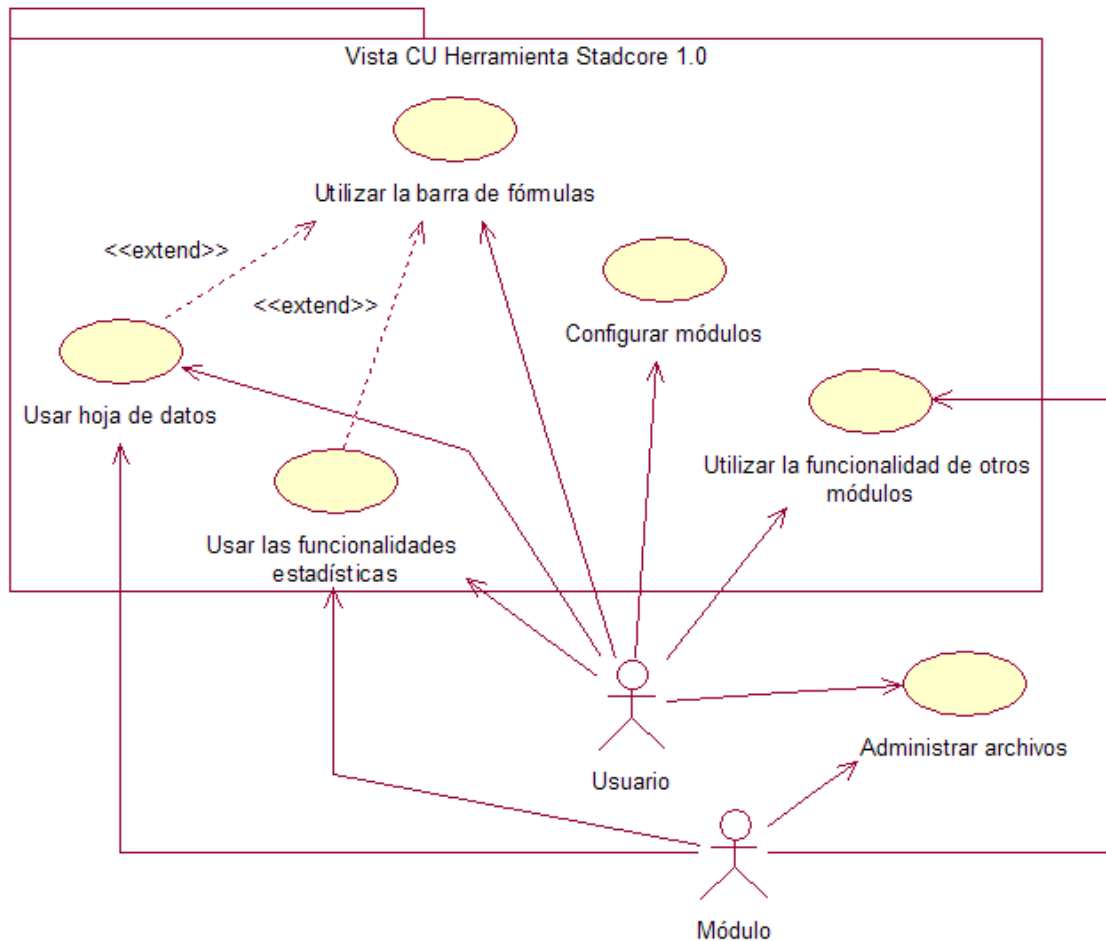 Vista CU Herramienta Stadcore 1.0
Utilizar la barra de fórmulas
<<extend>>
<<extend>>
Configurar módulos
Usar hoja de datos
Utilizar la funcionalidad de otros
módulos
Usar las funcionalidades
estadísticas
Administrar archivos
Usuario
Módulo